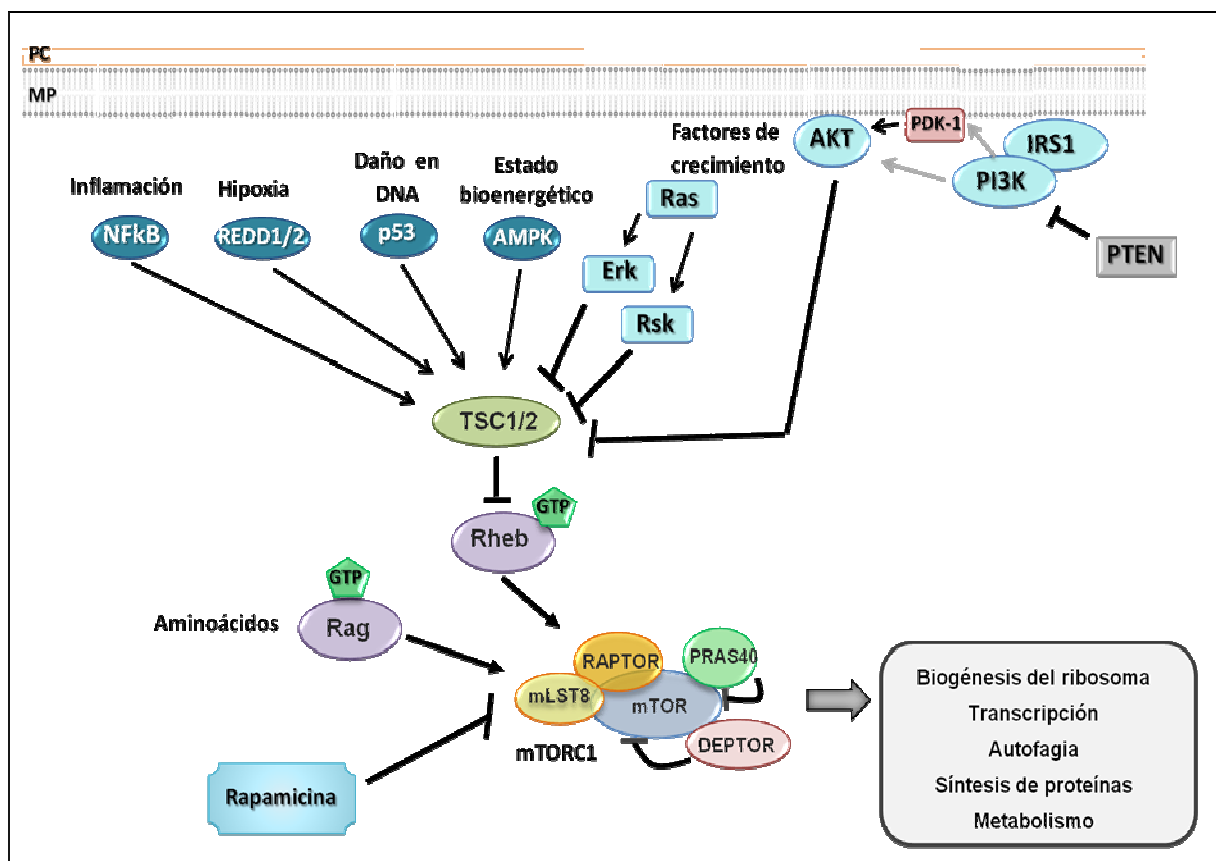 PC
MP
Factores de
crecimiento
AKT
PDK-1
IRS1
PI3K
PTEN
Inflamación
Hipoxia
Daño en
DNA
Estado
bioenergético
NFkB
REDD1/2
p53
AMPK
Ras
Erk
Rsk
TSC1/2
GTP
Rheb
GTP
Aminoácidos
Rag
RAPTOR
PRAS40
mLST8
mTOR
mTORC1
DEPTOR
Rapamicina
Biogénesis del ribosoma
Transcripción
Autofagia
Síntesis de proteínas
Metabolismo